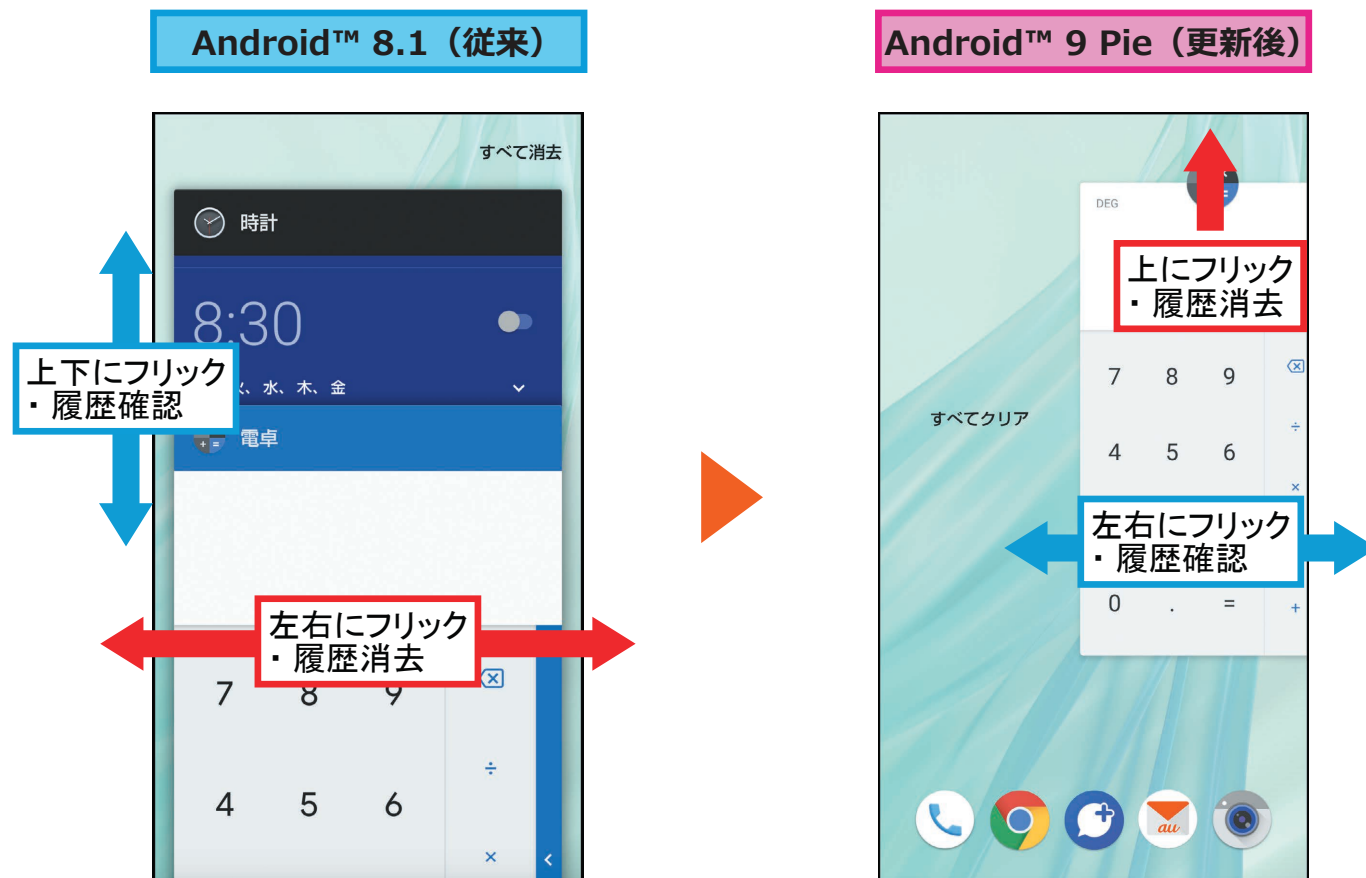 Android™ 8.1（従来）
すべて消去
時計
8:30
上下にフリック
・履歴確認
、水、木、金
電卓
左右にフリック
・履歴消去
7 8 9
÷
4 5 6
×
<
Android™ 9 Pie（更新後）
DEG
上にフリック
・履歴消去
7 8 9
÷
すべてクリア
4 5 6
×
左右にフリック
・履歴確認
0 . = +
au